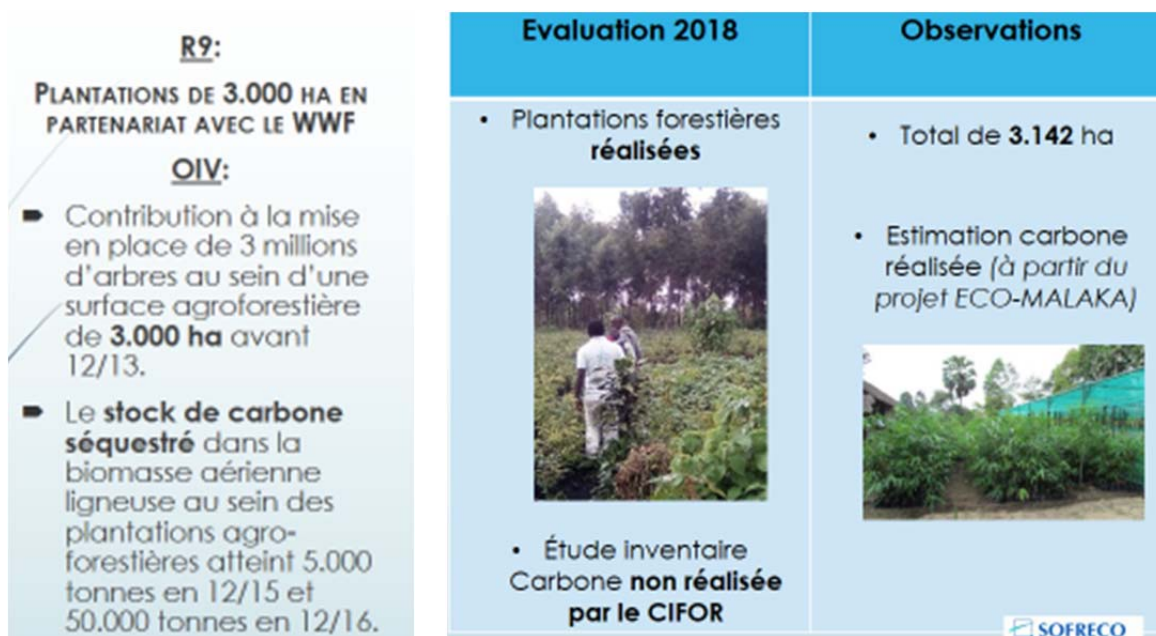 R9:
PLANTATIONS DE 3.000 HA EN
PARTENARIAT AVEC LE WWF
OIV:
Contribution à la mise
en place de 3 millions
d'arbres au sein d'une
surface agroforestière
de 3.000 ha avant
12/13.
Le stock de carbone
séquestré dans la
biomasse aérienne
ligneuse au sein des
plantations agro-
forestières atteint 5.000
tonnes en 12/15 et
50.000 tonnes en 12/16.
Evaluation 2018
• Plantations forestières
réalisées
• Étude inventaire
Carbone non réalisée
par le CIFOR
Observations
• Total de 3.142 ha
• Estimation carbone
réalisée (à partir du
projet ECO-MALAKA)
SOFRECO